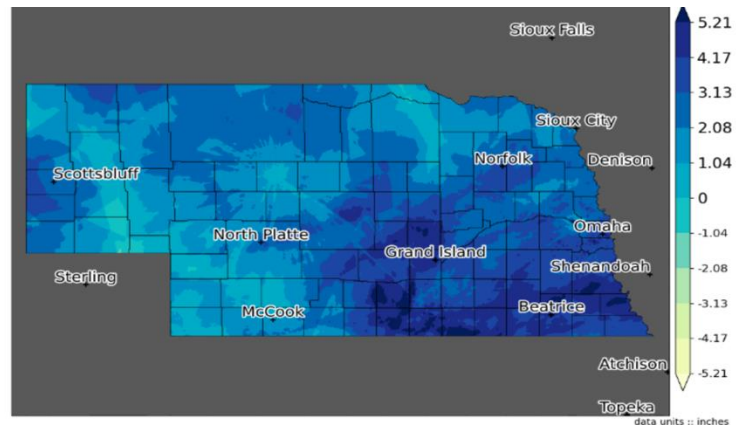 Sioux Falls
Sioux City
Norfolk
Denison
Scottsbluff
North Platte
Omaha
Grand Island
Shenandoah
Sterling
McCook
Beatrice
Atchison
Topeka
5.21
4.17
3.13
2.08
1.04
0
-1.04
-2.08
-3.13
-4.17
-5.21
data units :: inches